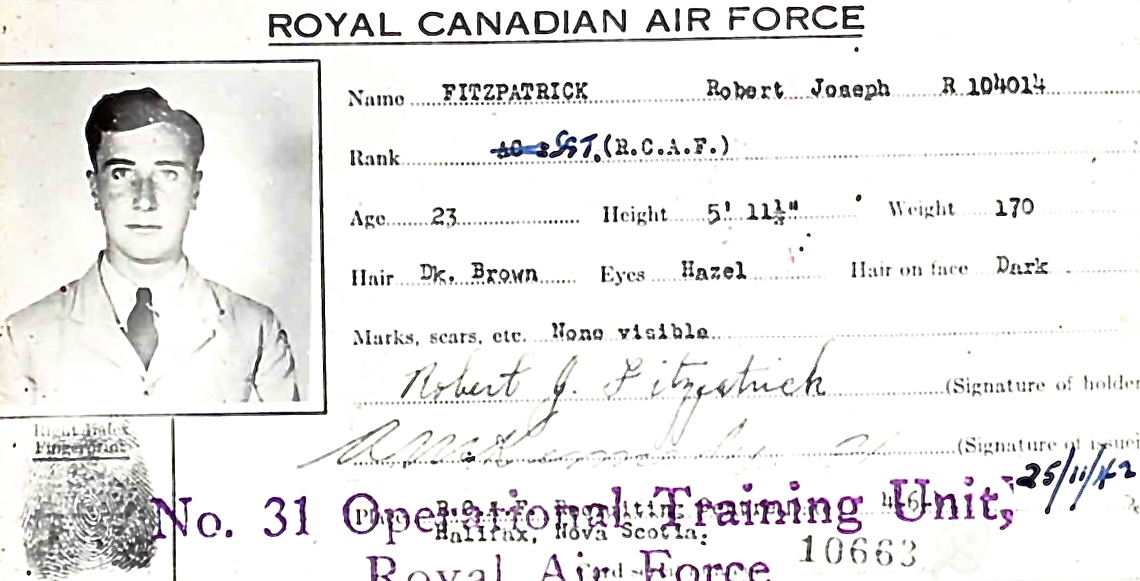 ROYAL CANADIAN AIR FORCE
Name FITZPATRICK Robert Joseph R 104014
Rank SGT. (R.C.A.F.)
Age 23 Height 5' 11½" Weight 170
Hair Dk. Brown Eyes Hazel Hair on face Dark
Marks, scars, etc. None visible
Robert J. Fitzpatrick (Signature of holder
Right Index
Fingerprint
(Signature of issuei
25/11/42
R.C.A.F. Recruiting
No. 31 Operational Training Unit,
Halifax, Nova Scotia.
10663
Royal Air Force